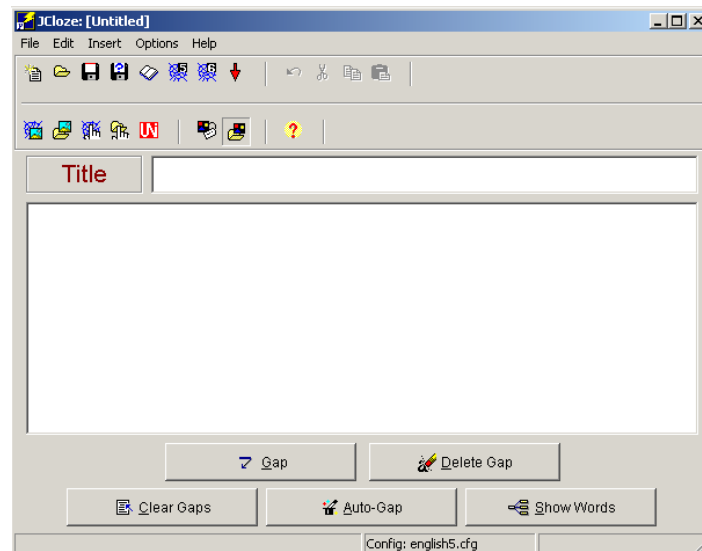 JCloze: [Untitled]
File Edit Insert Options Help
Title
Gap Delete Gap
Clear Gaps Auto-Gap Show Words
Config: english5.cfg